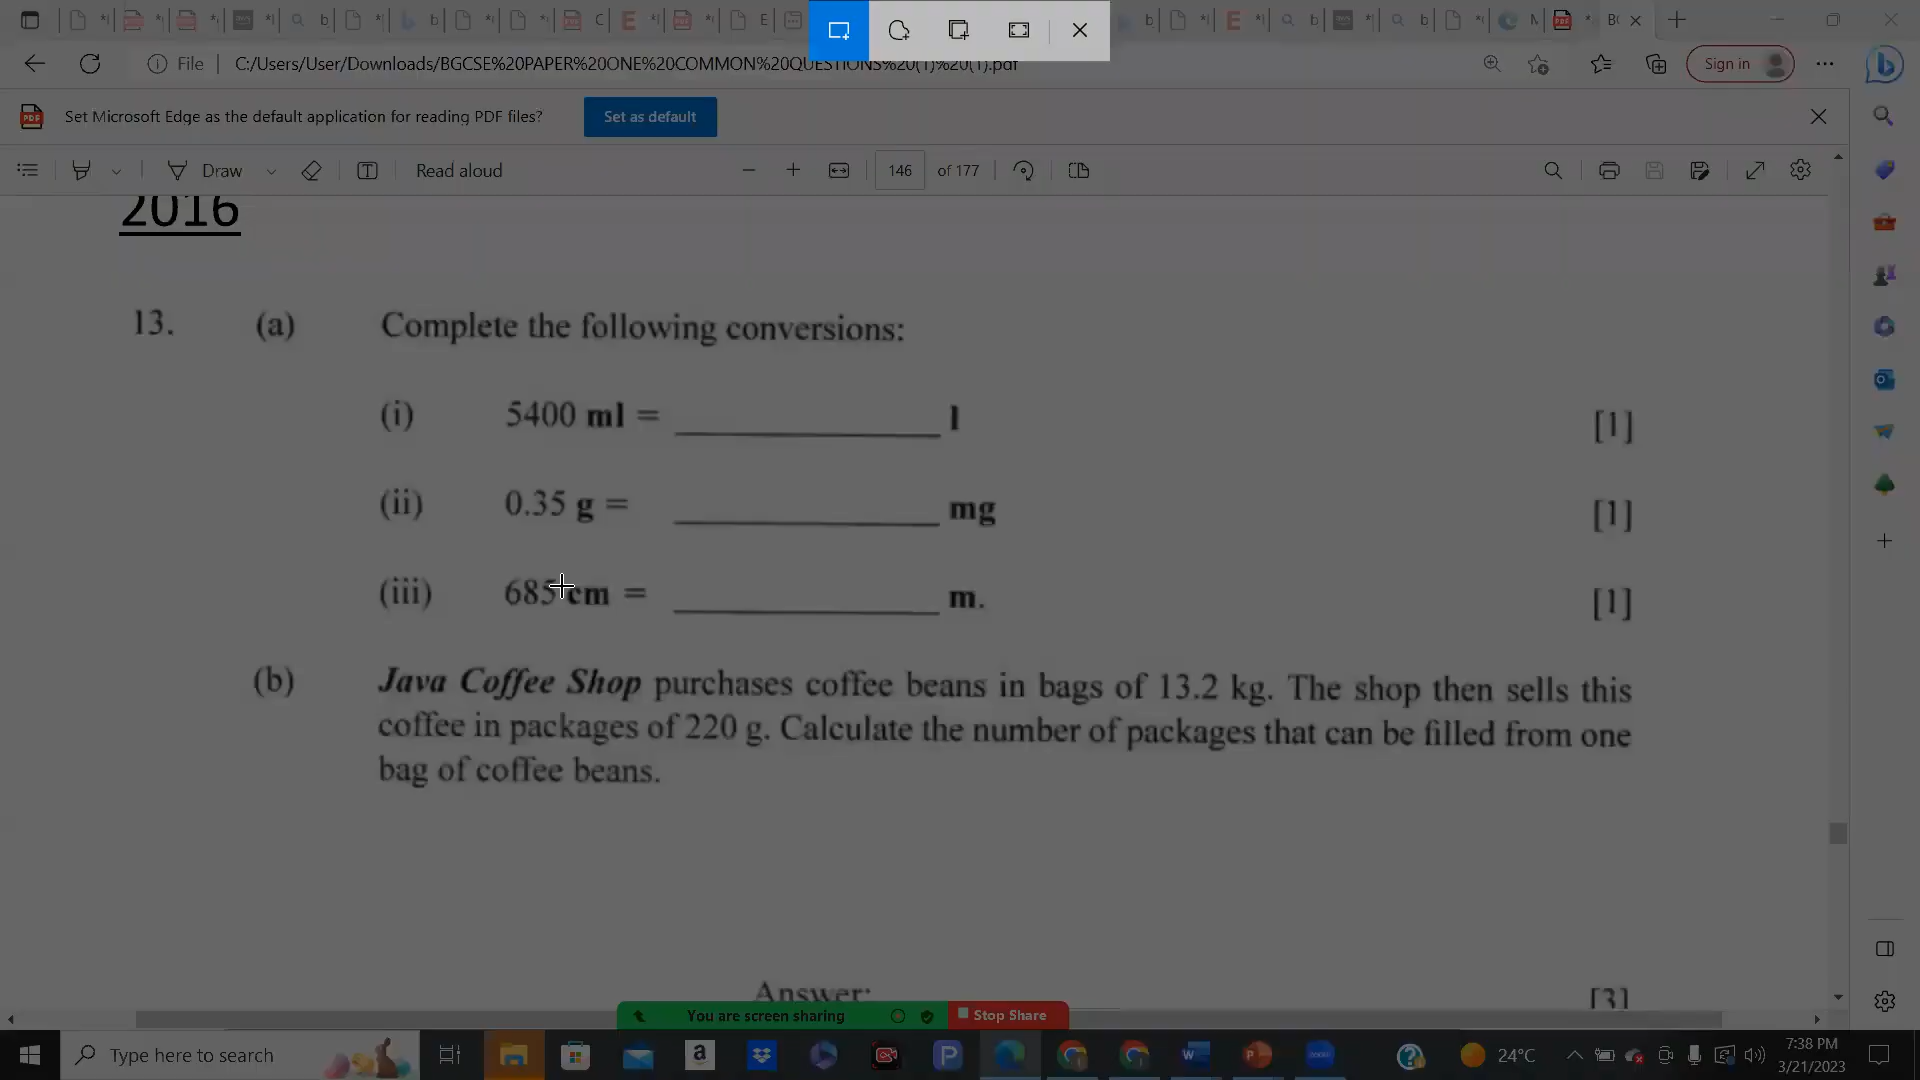 File
C:/Users/User/Downloads/BGCSE%20PAPER%20ONE%20COMMON%20QUESTIONS%20(1)%20(1).pdf
Sign in
Set Microsoft Edge as the default application for reading PDF files?
Set as default
Draw
Read aloud
146 of 177
2016
13. (a) Complete the following conversions:
(i) 5400 ml = ____________ l [1]
(ii) 0.35 g = ____________ mg [1]
(iii) 685 cm = ____________ m. [1]
(b) Java Coffee Shop purchases coffee beans in bags of 13.2 kg. The shop then sells this
coffee in packages of 220 g. Calculate the number of packages that can be filled from one
bag of coffee beans.
Answer: [3]
You are screen sharing
Stop Share
Type here to search
24°C
7:38 PM
3/21/2023